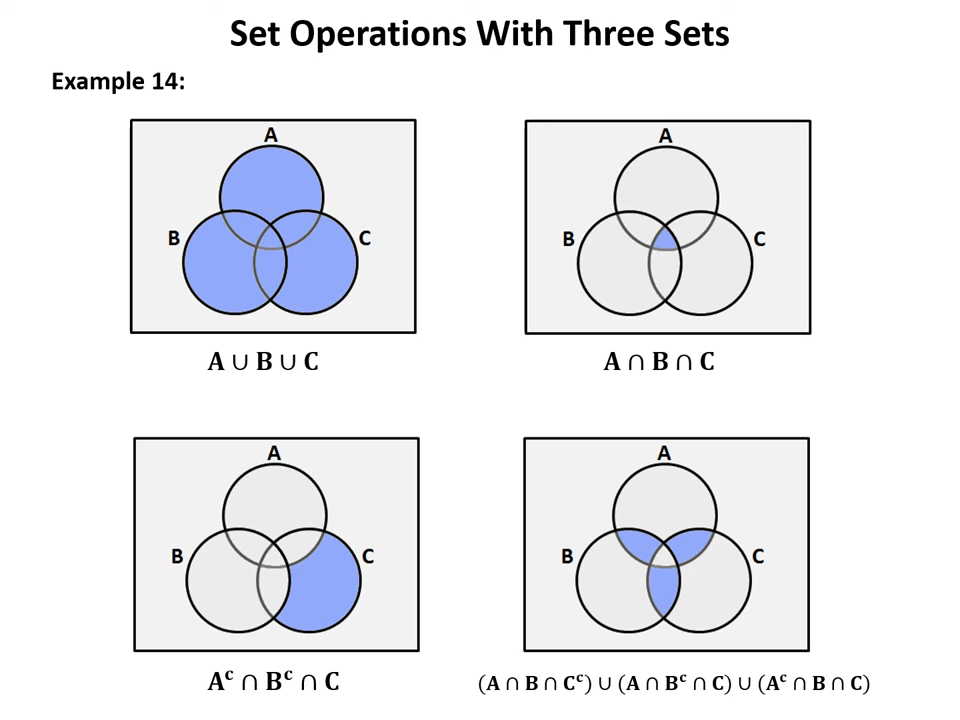 Set Operations With Three Sets
Example 14:
A
B
C
A ∪ B ∪ C
A
B
C
A ∩ B ∩ C
A
B
C
Aᶜ ∩ Bᶜ ∩ C
A
B
C
(A ∩ B ∩ Cᶜ) ∪ (A ∩ Bᶜ ∩ C) ∪ (Aᶜ ∩ B ∩ C)